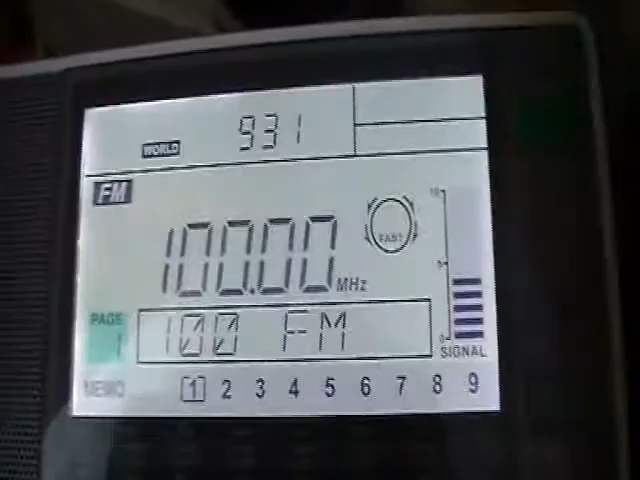 WORLD 931
FM
100.00 MHz
FAST
10
5
0
SIGNAL
PAGE 1
100 FM
MEMO 1 2 3 4 5 6 7 8 9